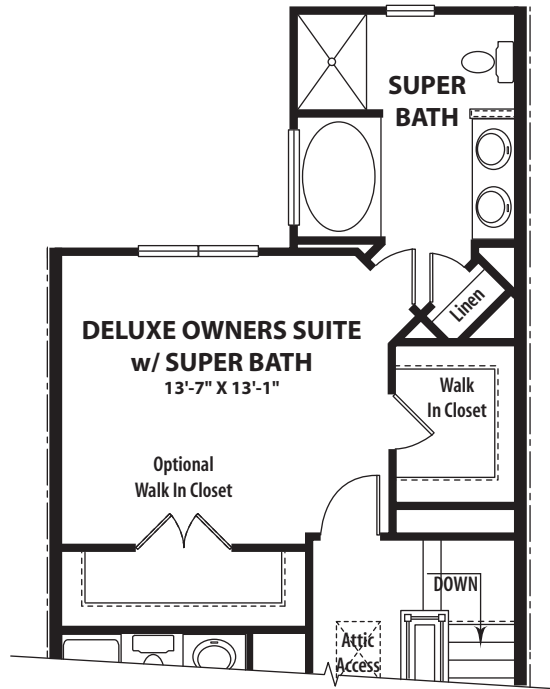 SUPER
BATH
Linen
DELUXE OWNERS SUITE
w/ SUPER BATH
13'-7" X 13'-1"
Walk
In Closet
Optional
Walk In Closet
DOWN
Attic
Access